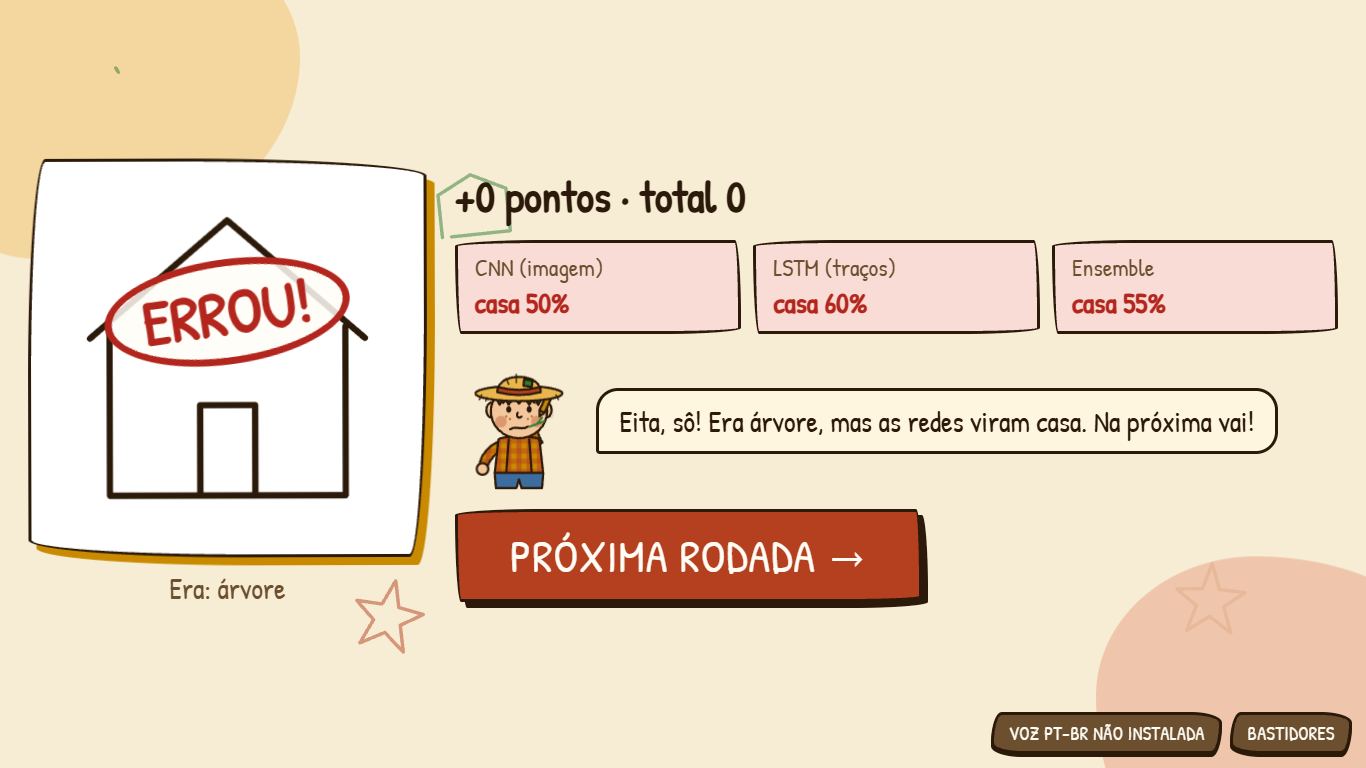 ERROU!
Era: árvore
+0 pontos · total 0
CNN (imagem)
casa 50%
LSTM (traços)
casa 60%
Ensemble
casa 55%
Eita, sô! Era árvore, mas as redes viram casa. Na próxima vai!
PRÓXIMA RODADA →
VOZ PT-BR NÃO INSTALADA
BASTIDORES